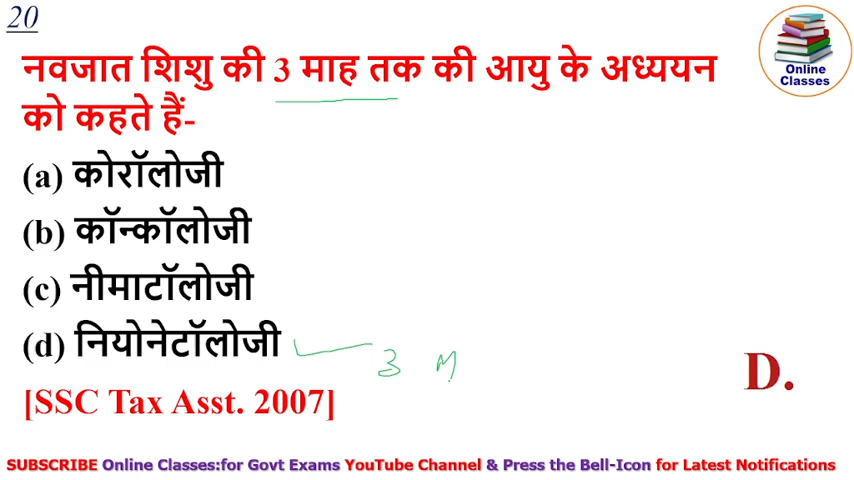 20
Online
Classes
नवजात शिशु की 3 माह तक की आयु के अध्ययन
को कहते हैं-
(a) कोरॉलोजी
(b) कॉन्कॉलोजी
(c) नीमाटॉलोजी
(d) नियोनेटॉलोजी
3 M
D.
[SSC Tax Asst. 2007]
SUBSCRIBE Online Classes:for Govt Exams YouTube Channel & Press the Bell-Icon for Latest Notifications